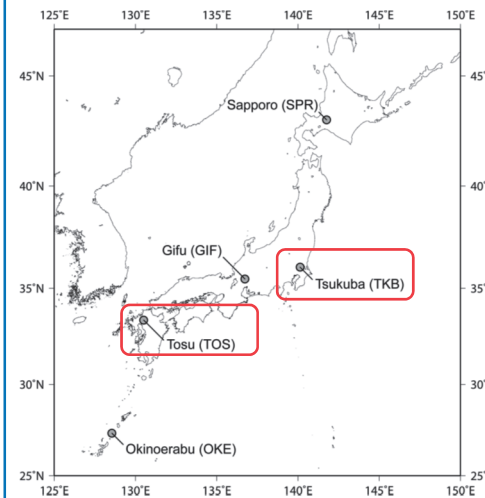 125˚E 130˚E 135˚E 140˚E 145˚E 150˚E
45˚N
Sapporo (SPR)
40˚N 40˚
Gifu (GIF)
Tsukuba (TKB)
35˚N 35˚
Tosu (TOS)
30˚N 30˚
Okinoerabu (OKE)
25˚N 25˚
125˚E 130˚E 135˚E 140˚E 145˚E 150˚E